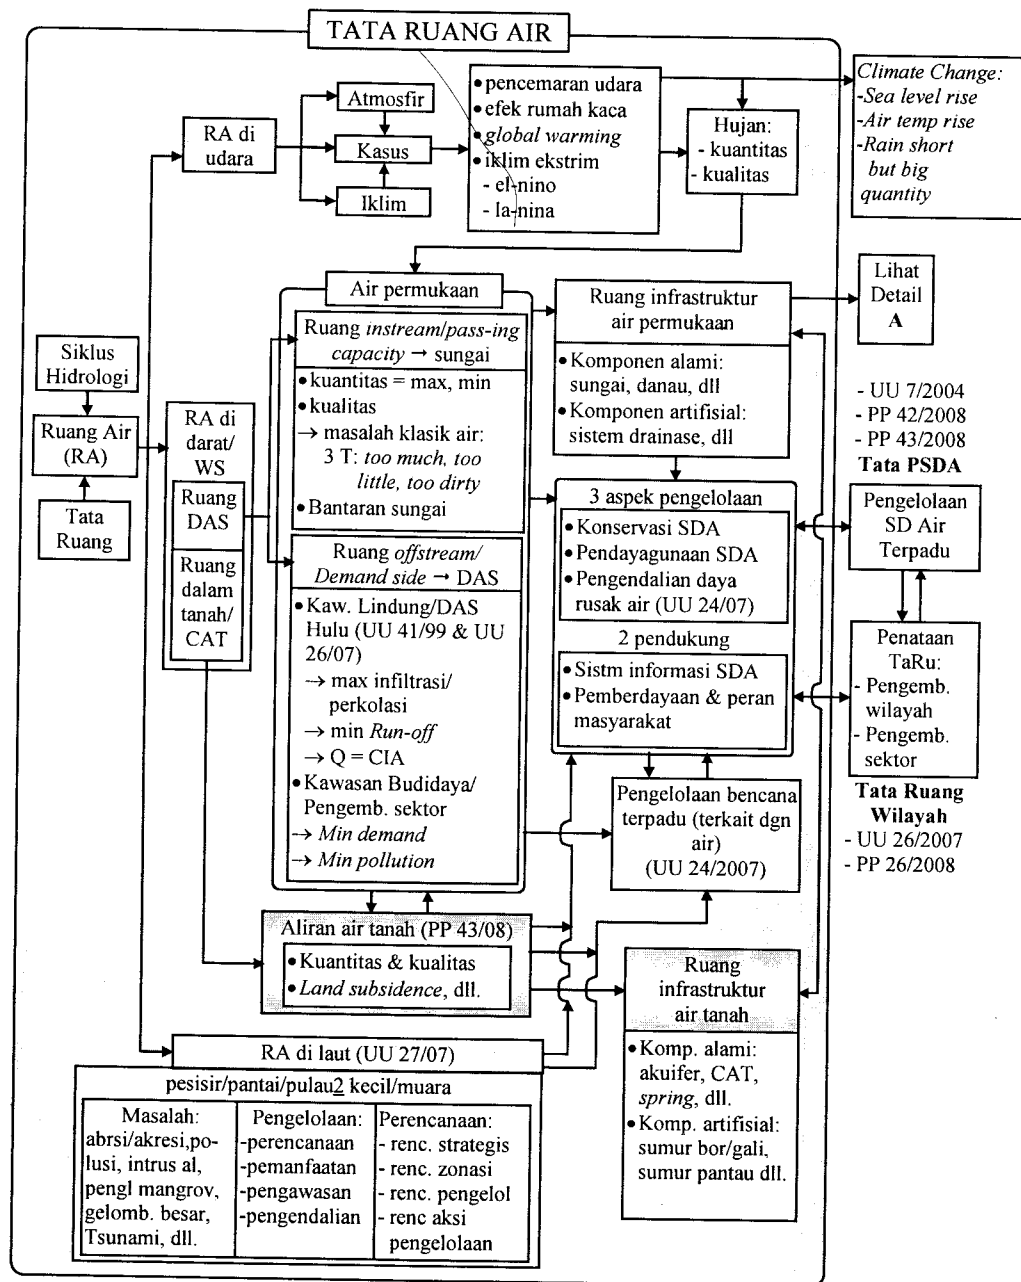 TATA RUANG AIR
Atmosfir
RA di
udara
Kasus
Iklim
• pencemaran udara
• efek rumah kaca
• global warming
• iklim ekstrim
- el-nino
- la-nina
Hujan:
- kuantitas
- kualitas
Climate Change:
-Sea level rise
-Air temp rise
-Rain short
but big
quantity
Siklus
Hidrologi
Ruang Air
(RA)
Tata
Ruang
RA di
darat/
WS
Ruang
DAS
Ruang
dalam
tanah/
CAT
Air permukaan
Ruang instream/pass-ing
capacity → sungai
• kuantitas = max, min
• kualitas
→ masalah klasik air:
3 T: too much, too
little, too dirty
• Bantaran sungai
Ruang offstream/
Demand side → DAS
• Kaw. Lindung/DAS
Hulu (UU 41/99 & UU
26/07)
→ max infiltrasi/
perkolasi
→ min Run-off
→ Q = CIA
• Kawasan Budidaya/
Pengemb. sektor
→ Min demand
→ Min pollution
Ruang infrastruktur
air permukaan
• Komponen alami:
sungai, danau, dll
• Komponen artifisial:
sistem drainase, dll
Lihat
Detail
A
3 aspek pengelolaan
• Konservasi SDA
• Pendayagunaan SDA
• Pengendalian daya
rusak air (UU 24/07)
2 pendukung
• Sistm informasi SDA
• Pemberdayaan & peran
masyarakat
- UU 7/2004
- PP 42/2008
- PP 43/2008
Tata PSDA
Pengelolaan
SD Air
Terpadu
Penataan
TaRu:
- Pengemb.
wilayah
- Pengemb.
sektor
Tata Ruang
Wilayah
- UU 26/2007
- PP 26/2008
Pengelolaan bencana
terpadu (terkait dgn
air)
(UU 24/2007)
Aliran air tanah (PP 43/08)
• Kuantitas & kualitas
• Land subsidence, dll.
Ruang
infrastruktur
air tanah
• Komp. alami:
akuifer, CAT,
spring, dll.
• Komp. artifisial:
sumur bor/gali,
sumur pantau dll.
RA di laut (UU 27/07)
pesisir/pantai/pulau2 kecil/muara
Masalah:
abrsi/akresi,po-
lusi, intrus al,
pengl mangrov,
gelomb. besar,
Tsunami, dll.
Pengelolaan:
-perencanaan
-pemanfaatan
-pengawasan
-pengendalian
Perencanaan:
- renc. strategis
- renc. zonasi
- renc. pengelol
- renc aksi
pengelolaan